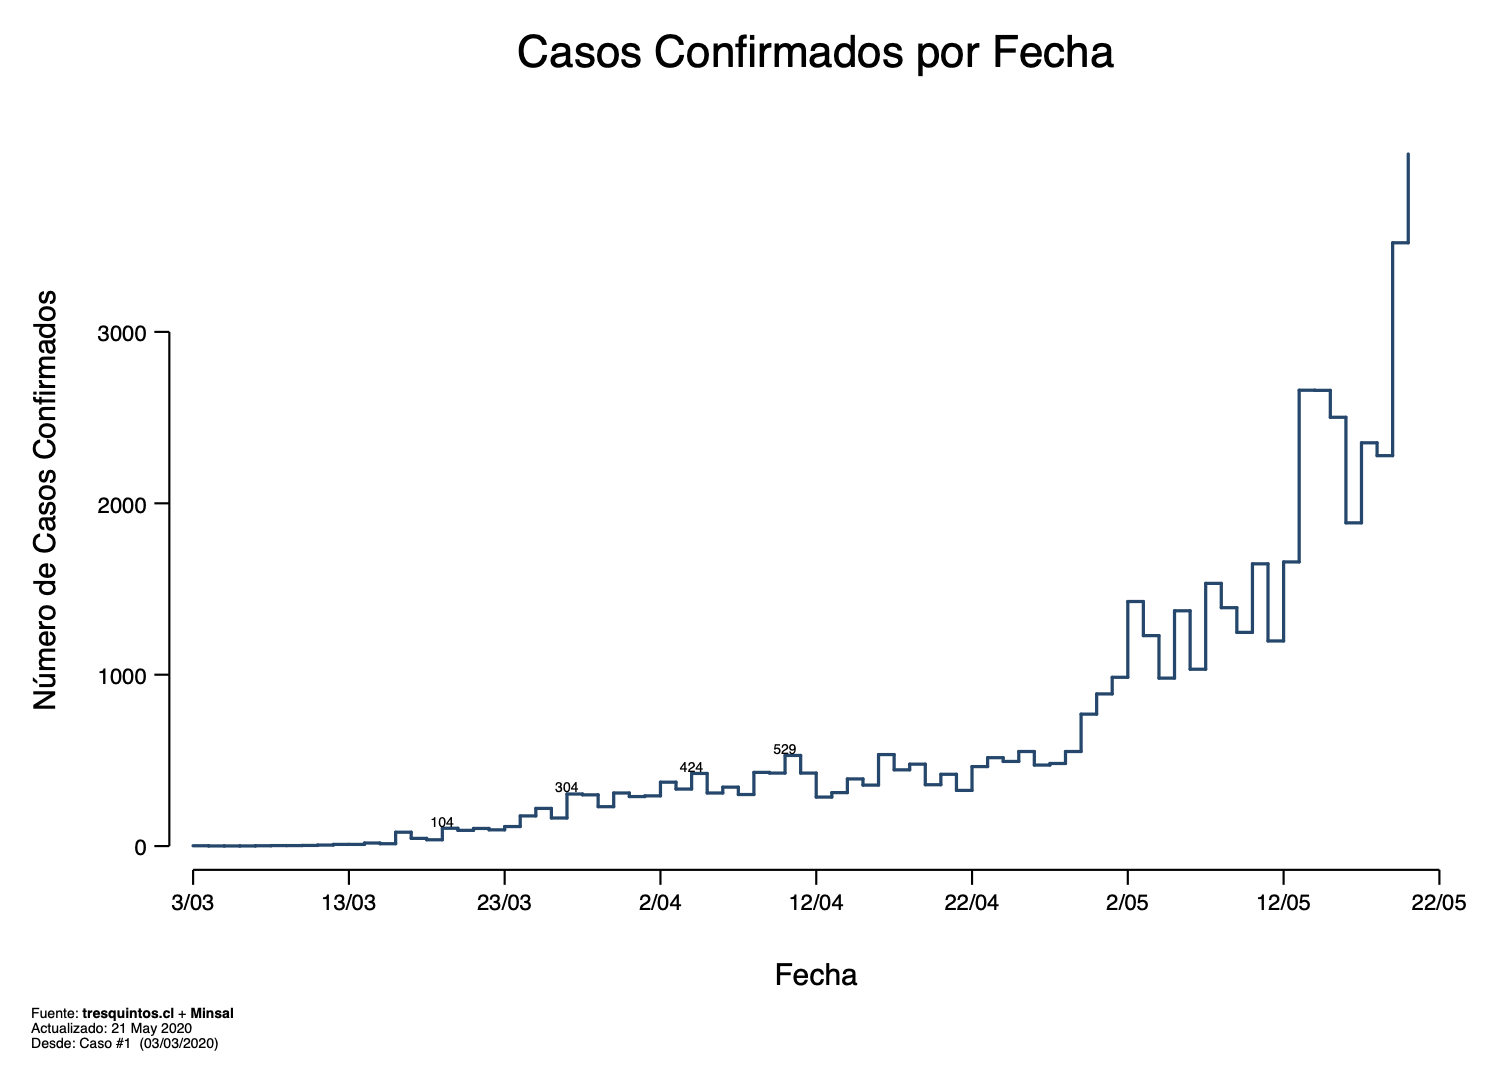 Casos Confirmados por Fecha
Número de Casos Confirmados
3000
2000
1000
0
104
304
424
529
3/03
13/03
23/03
2/04
12/04
22/04
2/05
12/05
22/05
Fecha
Fuente: tresquintos.cl + Minsal
Actualizado: 21 May 2020
Desde: Caso #1 (03/03/2020)